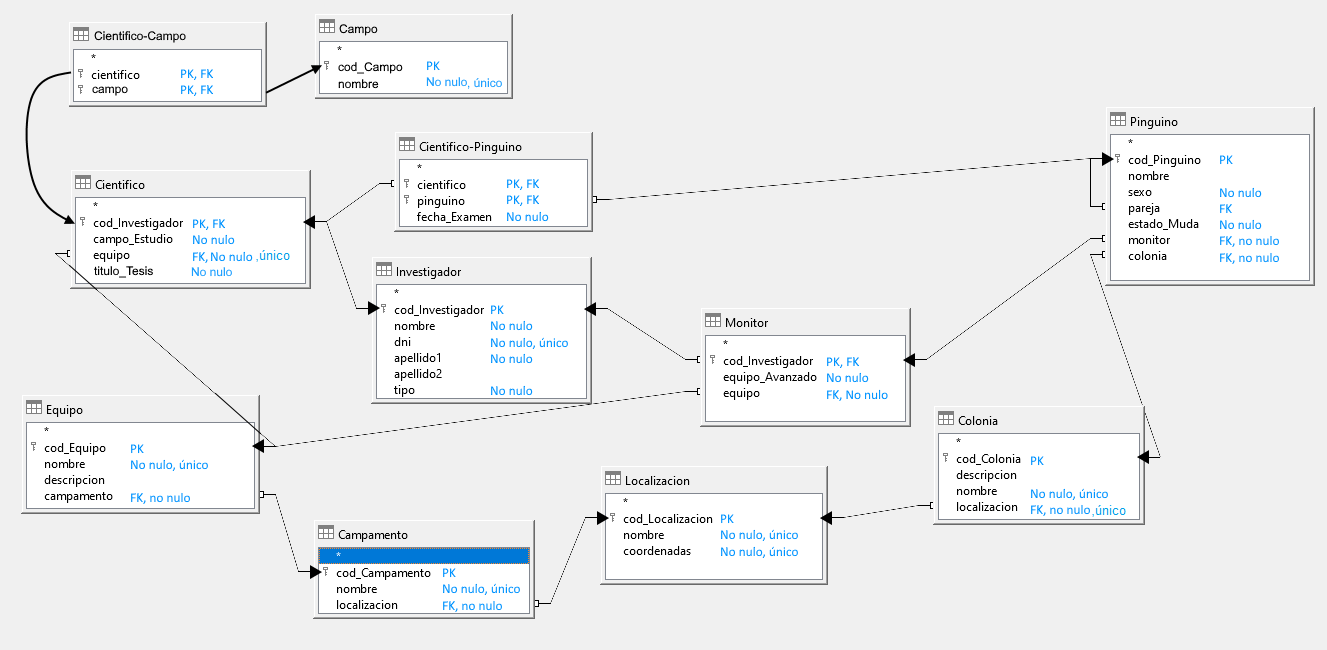 Cientifico-Campo
*
cientifico PK, FK
campo PK, FK
Campo
*
cod_Campo PK
nombre No nulo, único
Cientifico-Pinguino
*
cientifico PK, FK
pinguino PK, FK
fecha_Examen No nulo
Pinguino
*
cod_Pinguino PK
nombre
sexo No nulo
pareja FK
estado_Muda No nulo
monitor FK, no nulo
colonia FK, no nulo
Cientifico
*
cod_Investigador PK, FK
campo_Estudio No nulo
equipo FK, No nulo ,único
titulo_Tesis No nulo
Investigador
*
cod_Investigador PK
nombre No nulo
dni No nulo, único
apellido1 No nulo
apellido2
tipo No nulo
Monitor
*
cod_Investigador PK, FK
equipo_Avanzado No nulo
equipo FK, No nulo
Equipo
*
cod_Equipo PK
nombre No nulo, único
descripcion
campamento FK, no nulo
Colonia
*
cod_Colonia PK
descripcion
nombre No nulo, único
localizacion FK, no nulo ,único
Localizacion
*
cod_Localizacion PK
nombre No nulo, único
coordenadas No nulo, único
Campamento
*
cod_Campamento PK
nombre No nulo, único
localizacion FK, no nulo